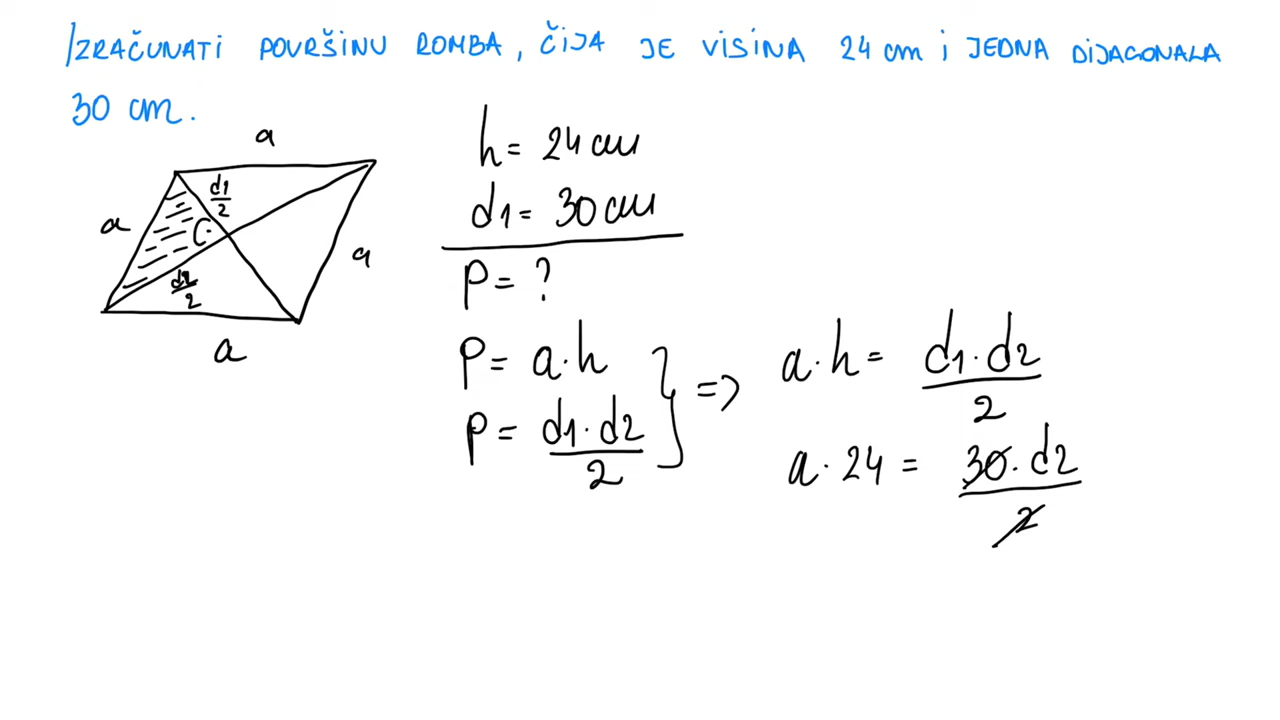 IZRAČUNATI POVRŠINU ROMBA, ČIJA JE VISINA 24 cm i JEDNA DIJAGONALA
30 cm.
a
d1/2
a
a
d2/2
a
h = 24 cm
d1 = 30 cm
P = ?
P = a·h
P = d1·d2/2
} =>
a·h = d1·d2/2
a·24 = 30·d2/2